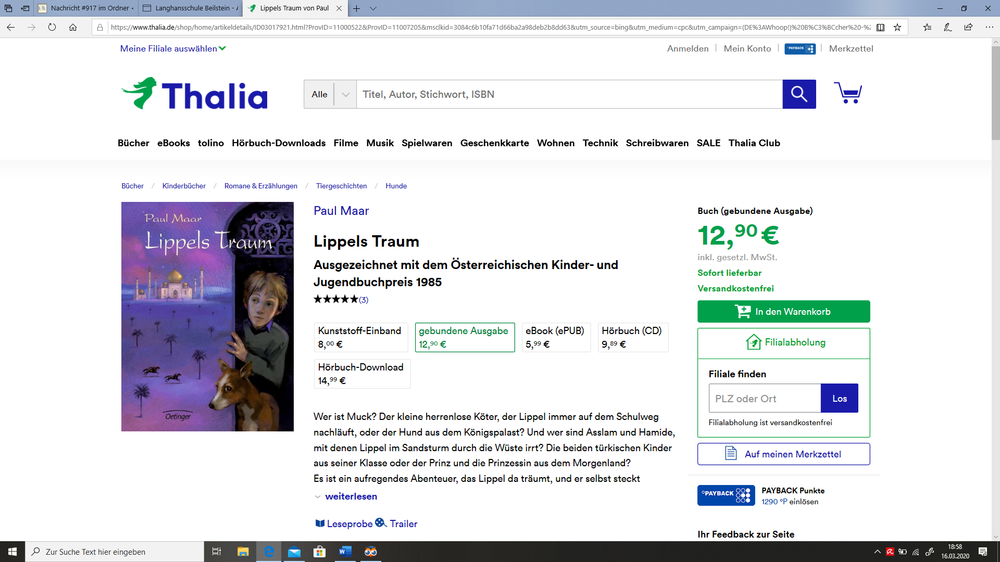 Nachricht #917 im Ordner
Langhansschule Beilstein - A
Lippels Traum von Paul
https://www.thalia.de/shop/home/artikeldetails/ID03017921.html?ProvID=11000522&ProvID=11007205&msclkid=3084c6b10fa71d66ba2a98deb2b8dd63&utm_source=bing&utm_medium=cpc&utm_campaign=(DE%3AWhoop!)%20B%C3%BCcher%20-%2
Meine Filiale auswählen
Anmelden | Mein Konto | °PAYBACK | Merkzettel
Thalia
Alle
Titel, Autor, Stichwort, ISBN
Bücher eBooks tolino Hörbuch-Downloads Filme Musik Spielwaren Geschenkkarte Wohnen Technik Schreibwaren SALE Thalia Club
Bücher / Kinderbücher / Romane & Erzählungen / Tiergeschichten / Hunde
Paul Maar
Lippels Traum
Oetinger
Paul Maar
Lippels Traum
Ausgezeichnet mit dem Österreichischen Kinder- und
Jugendbuchpreis 1985
★★★★★(3)
Kunststoff-Einband
8,00 €
gebundene Ausgabe
12,90 €
eBook (ePUB)
5,99 €
Hörbuch (CD)
9,89 €
Hörbuch-Download
14,99 €
Wer ist Muck? Der kleine herrenlose Köter, der Lippel immer auf dem Schulweg
nachläuft, oder der Hund aus dem Königspalast? Und wer sind Asslam und Hamide,
mit denen Lippel im Sandsturm durch die Wüste irrt? Die beiden türkischen Kinder
aus seiner Klasse oder der Prinz und die Prinzessin aus dem Morgenland?
Es ist ein aufregendes Abenteuer, das Lippel da träumt, und er selbst steckt
weiterlesen
Leseprobe Trailer
Buch (gebundene Ausgabe)
12,90 €
inkl. gesetzl. MwSt.
Sofort lieferbar
Versandkostenfrei
In den Warenkorb
Filialabholung
Filiale finden
PLZ oder Ort
Los
Filialabholung ist versandkostenfrei
Auf meinen Merkzettel
°PAYBACK
PAYBACK Punkte
1290 °P einlösen
Ihr Feedback zur Seite
Zur Suche Text hier eingeben
18:58
16.03.2020